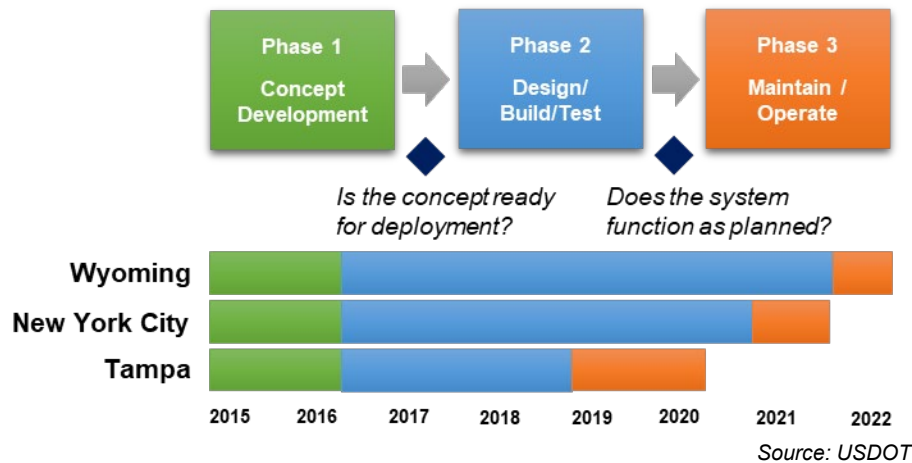 Phase 1
Concept
Development
Phase 2
Design/
Build/Test
Phase 3
Maintain /
Operate
Is the concept ready
for deployment?
Does the system
function as planned?
Wyoming
New York City
Tampa
2015 2016 2017 2018 2019 2020 2021 2022
Source: USDOT